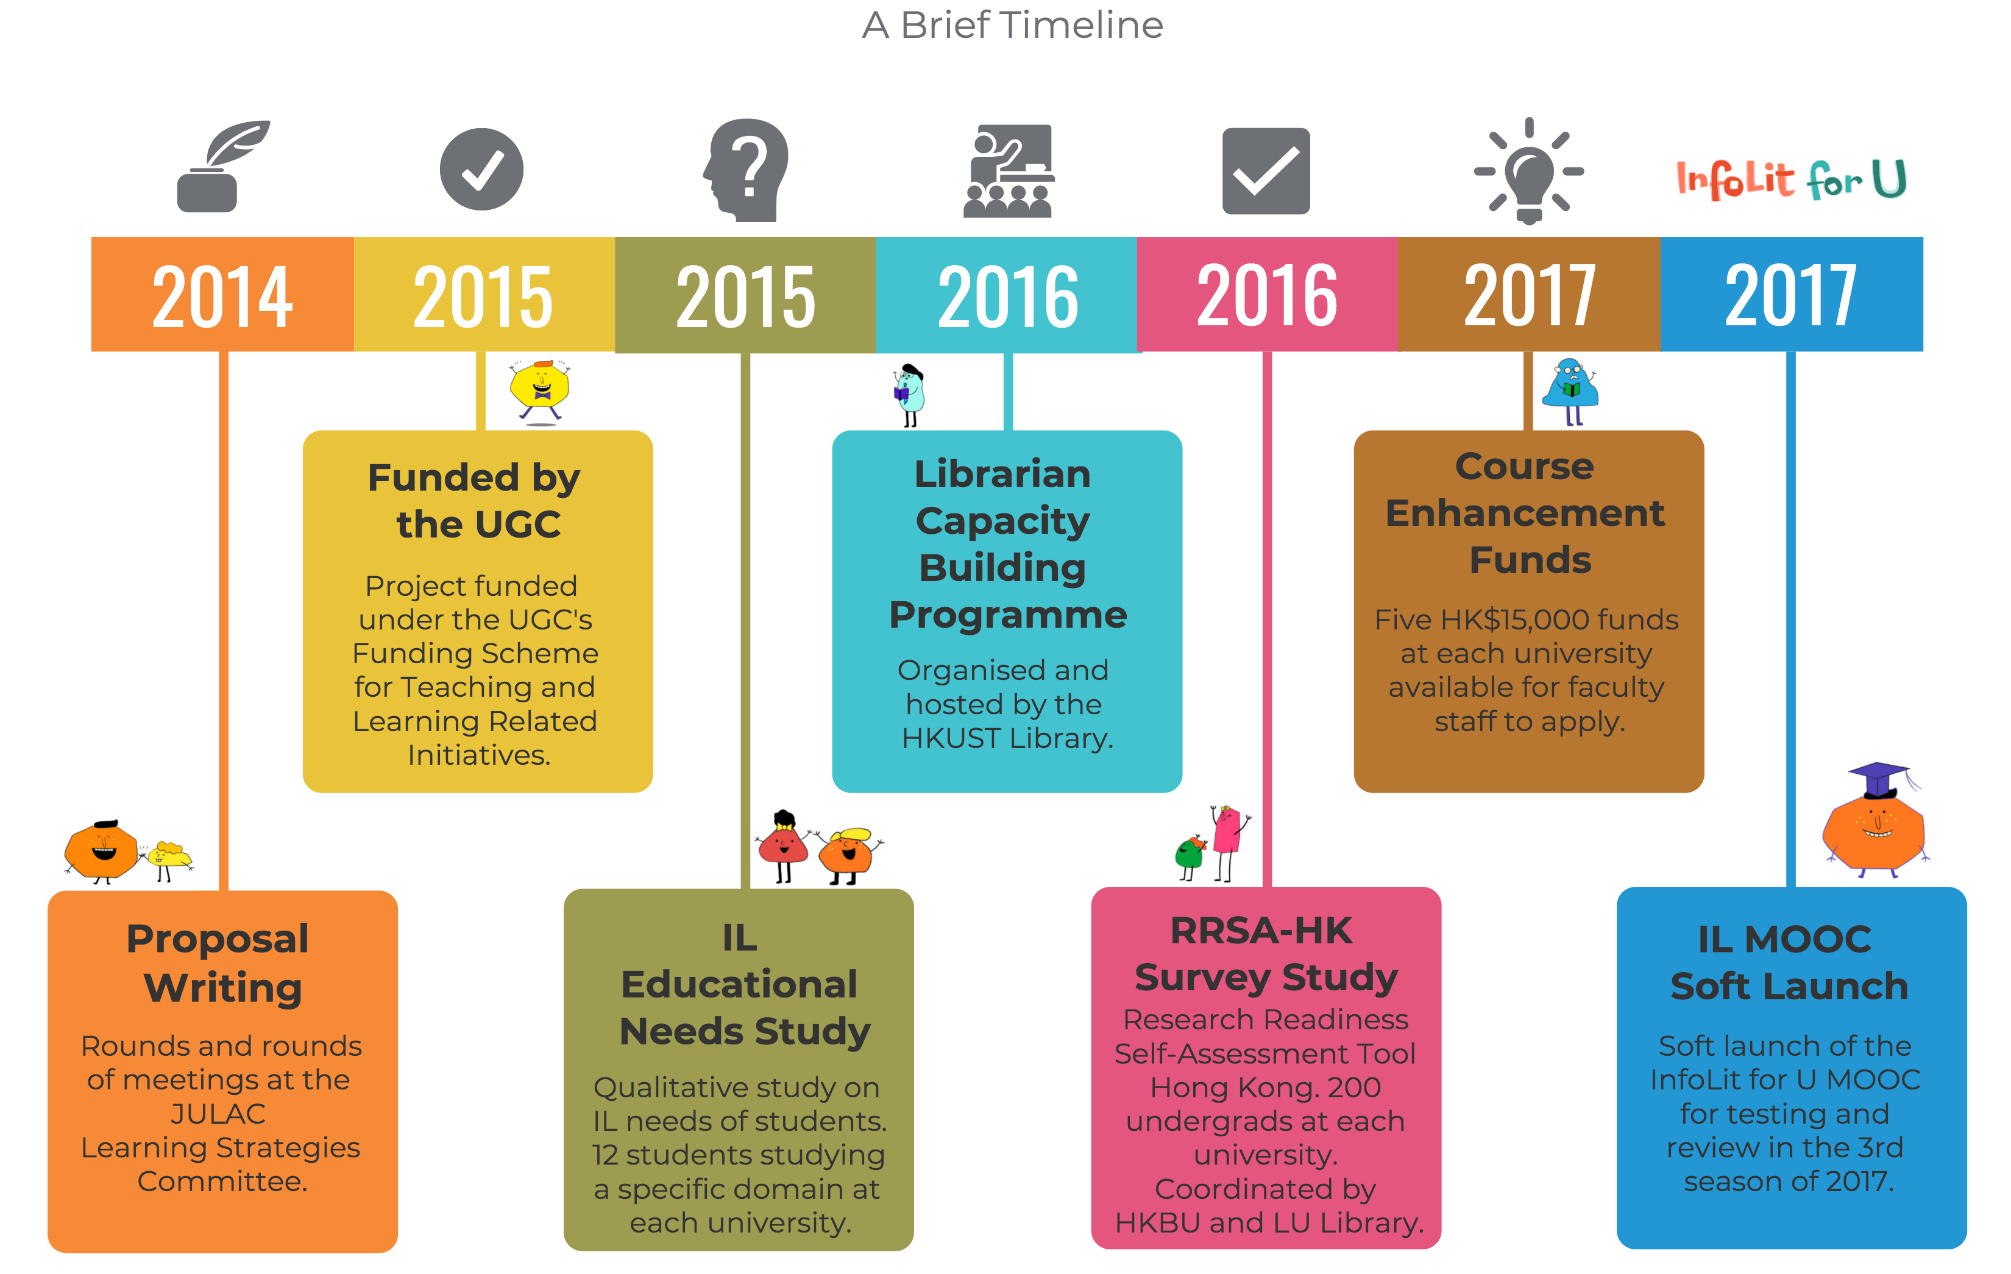 A Brief Timeline
InfoLit for U
2014
2015
2015
2016
2016
2017
2017
Funded by
the UGC
Project funded
under the UGC's
Funding Scheme
for Teaching and
Learning Related
Initiatives.
Librarian
Capacity
Building
Programme
Organised and
hosted by the
HKUST Library.
Course
Enhancement
Funds
Five HK$15,000 funds
at each university
available for faculty
staff to apply.
Proposal
Writing
Rounds and rounds
of meetings at the
JULAC
Learning Strategies
Committee.
IL
Educational
Needs Study
Qualitative study on
IL needs of students.
12 students studying
a specific domain at
each university.
RRSA-HK
Survey Study
Research Readiness
Self-Assessment Tool
Hong Kong. 200
undergrads at each
university.
Coordinated by
HKBU and LU Library.
IL MOOC
Soft Launch
Soft launch of the
InfoLit for U MOOC
for testing and
review in the 3rd
season of 2017.